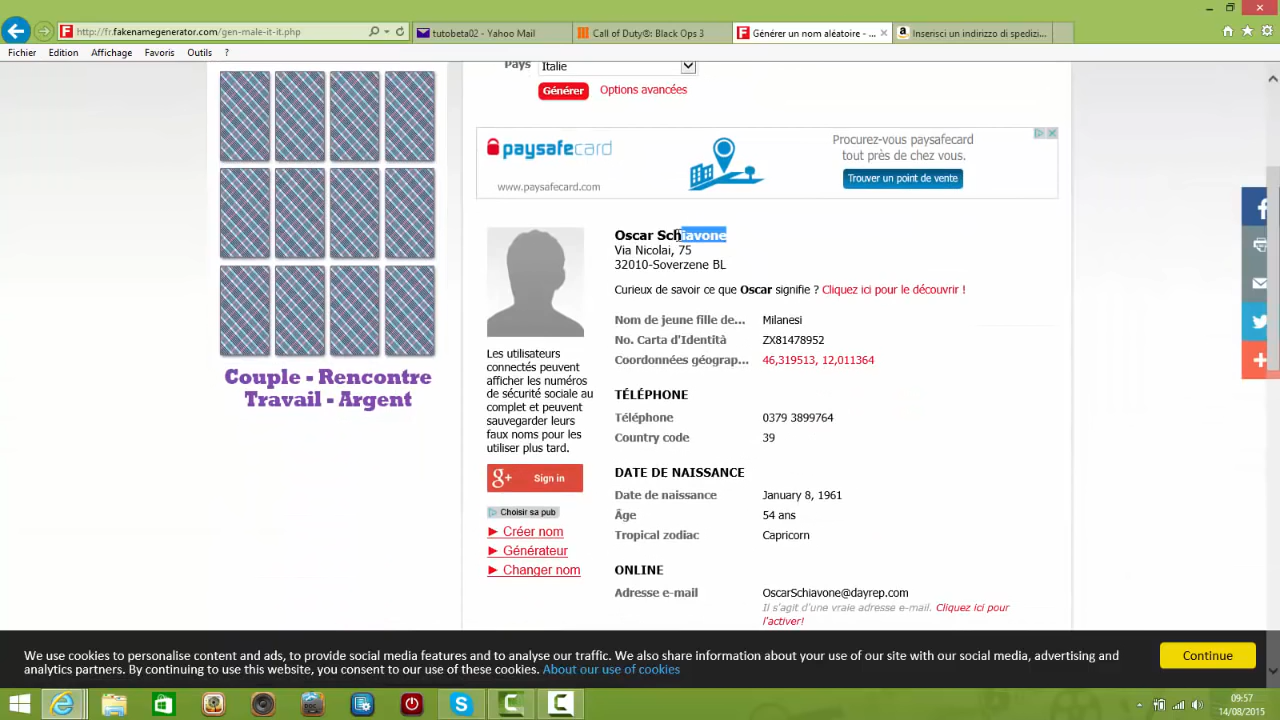 http://fr.fakenamegenerator.com/gen-male-it-it.php
tutobeta02 - Yahoo Mail
Call of Duty®: Black Ops 3
Générer un nom aléatoire - ...
Inserisci un indirizzo di spedizi...
Fichier Edition Affichage Favoris Outils ?
Pays
Italie
Générer
Options avancées
paysafecard
www.paysafecard.com
Procurez-vous paysafecard
tout près de chez vous.
Trouver un point de vente
Couple - Rencontre
Travail - Argent
Oscar Schiavone
Via Nicolai, 75
32010-Soverzene BL
Curieux de savoir ce que Oscar signifie ? Cliquez ici pour le découvrir !
Nom de jeune fille de... Milanesi
No. Carta d'Identità ZX81478952
Coordonnées géograp... 46,319513, 12,011364
TÉLÉPHONE
Téléphone 0379 3899764
Country code 39
DATE DE NAISSANCE
Date de naissance January 8, 1961
Âge 54 ans
Tropical zodiac Capricorn
ONLINE
Adresse e-mail OscarSchiavone@dayrep.com
Il s'agit d'une vraie adresse e-mail. Cliquez ici pour
l'activer!
Les utilisateurs
connectés peuvent
afficher les numéros
de sécurité sociale au
complet et peuvent
sauvegarder leurs
faux noms pour les
utiliser plus tard.
g+ Sign in
Choisir sa pub
► Créer nom
► Générateur
► Changer nom
We use cookies to personalise content and ads, to provide social media features and to analyse our traffic. We also share information about your use of our site with our social media, advertising and
analytics partners. By continuing to use this website, you consent to our use of these cookies. About our use of cookies
Continue
09:57
14/08/2015